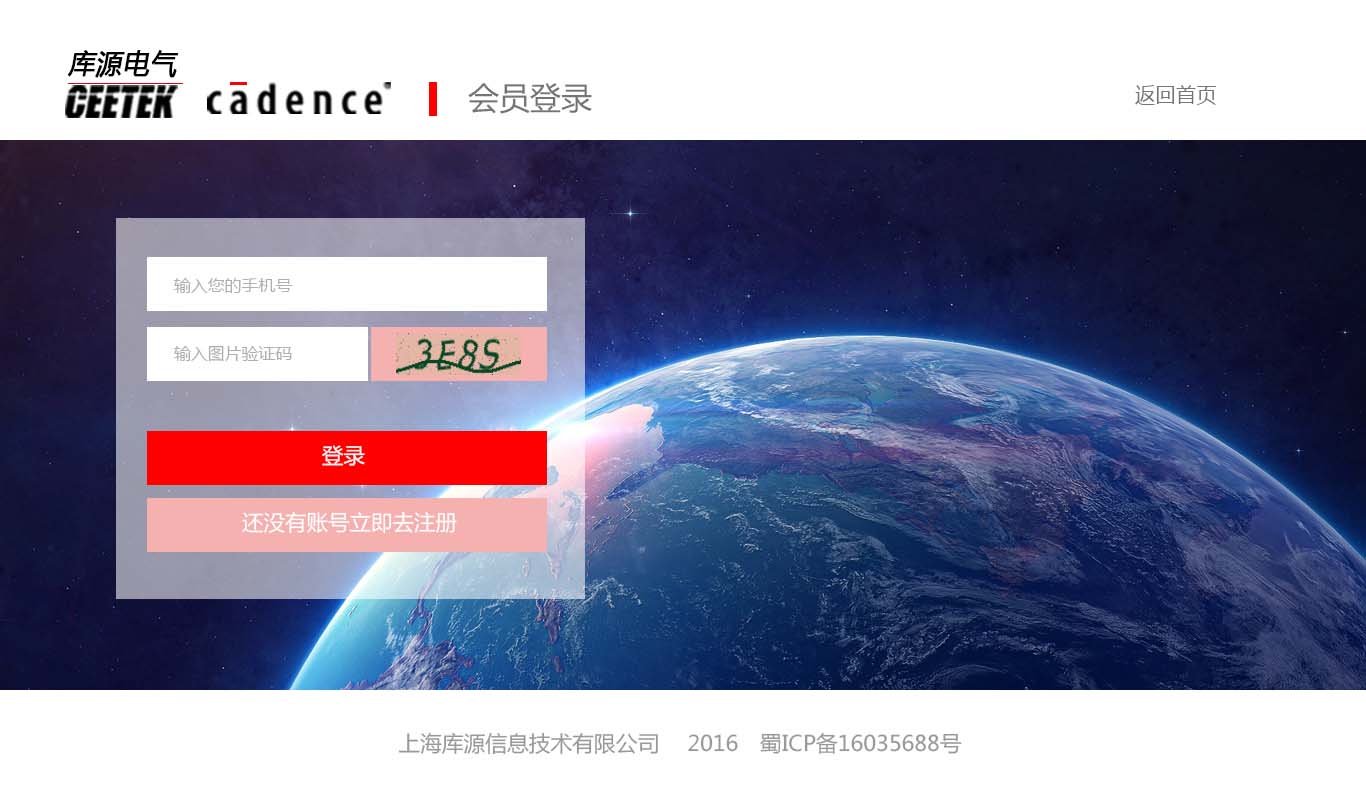 库源电气
CEETEK cadence 会员登录 返回首页
输入您的手机号
输入图片验证码 3E8S
登录
还没有账号立即去注册
上海库源信息技术有限公司 2016 蜀ICP备16035688号